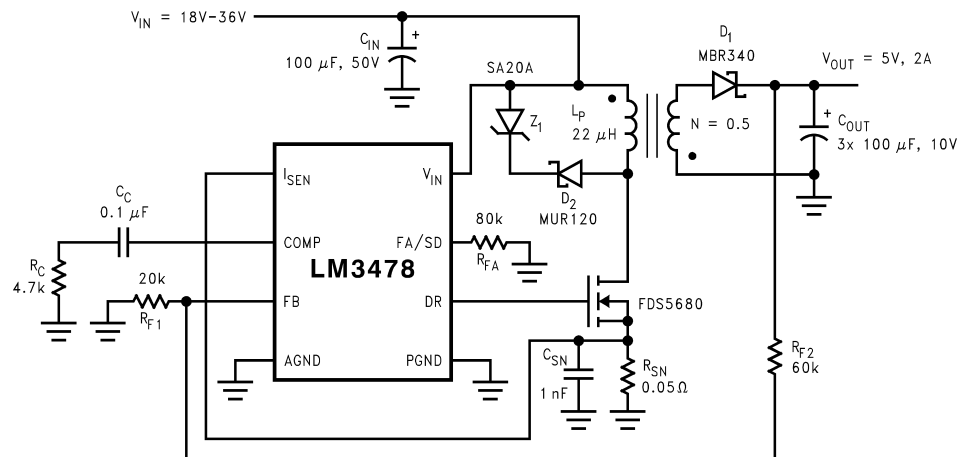 V_IN = 18V-36V
C_IN
+
100 μF, 50V
D_1
MBR340
V_OUT = 5V, 2A
SA20A
Z_1
L_P
22 μH
N = 0.5
+
C_OUT
3x 100 μF, 10V
D_2
MUR120
I_SEN
V_IN
C_C
0.1 μF
COMP
FA/SD
80k
R_FA
R_C
4.7k
LM3478
20k
R_F1
FB
DR
FDS5680
AGND
PGND
C_SN
1 nF
R_SN
0.05Ω
R_F2
60k